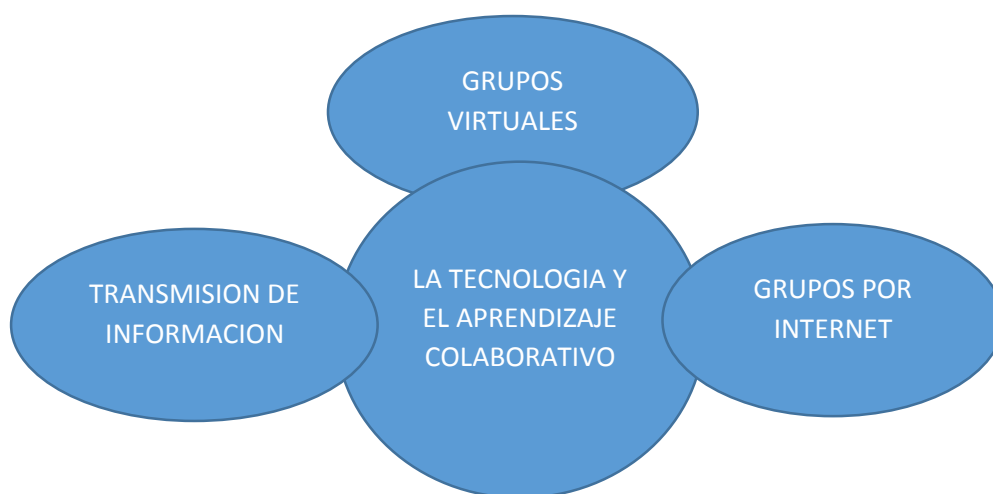 GRUPOS
VIRTUALES
TRANSMISION DE
INFORMACION
LA TECNOLOGIA Y
EL APRENDIZAJE
COLABORATIVO
GRUPOS POR
INTERNET